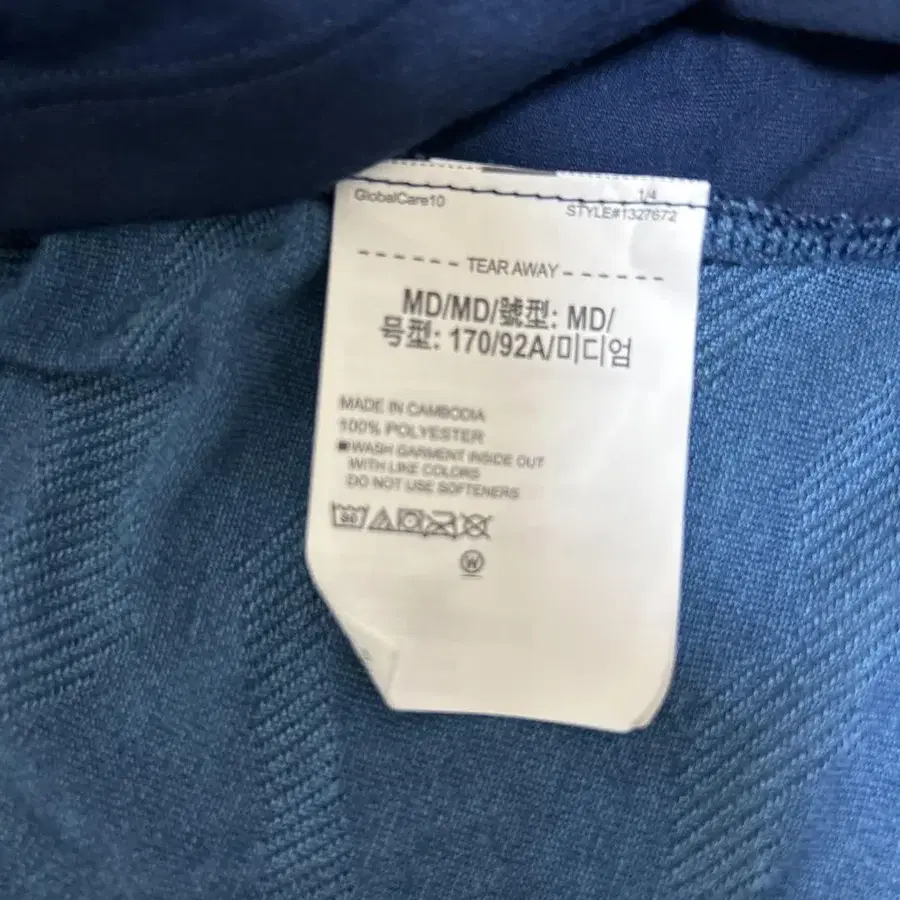 GlobalCare10
1/4
STYLE#1327672
TEAR AWAY
MD/MD/號型: MD/
号型: 170/92A/미디엄
MADE IN CAMBODIA
100% POLYESTER
WASH GARMENT INSIDE OUT
WITH LIKE COLORS
DO NOT USE SOFTENERS
W